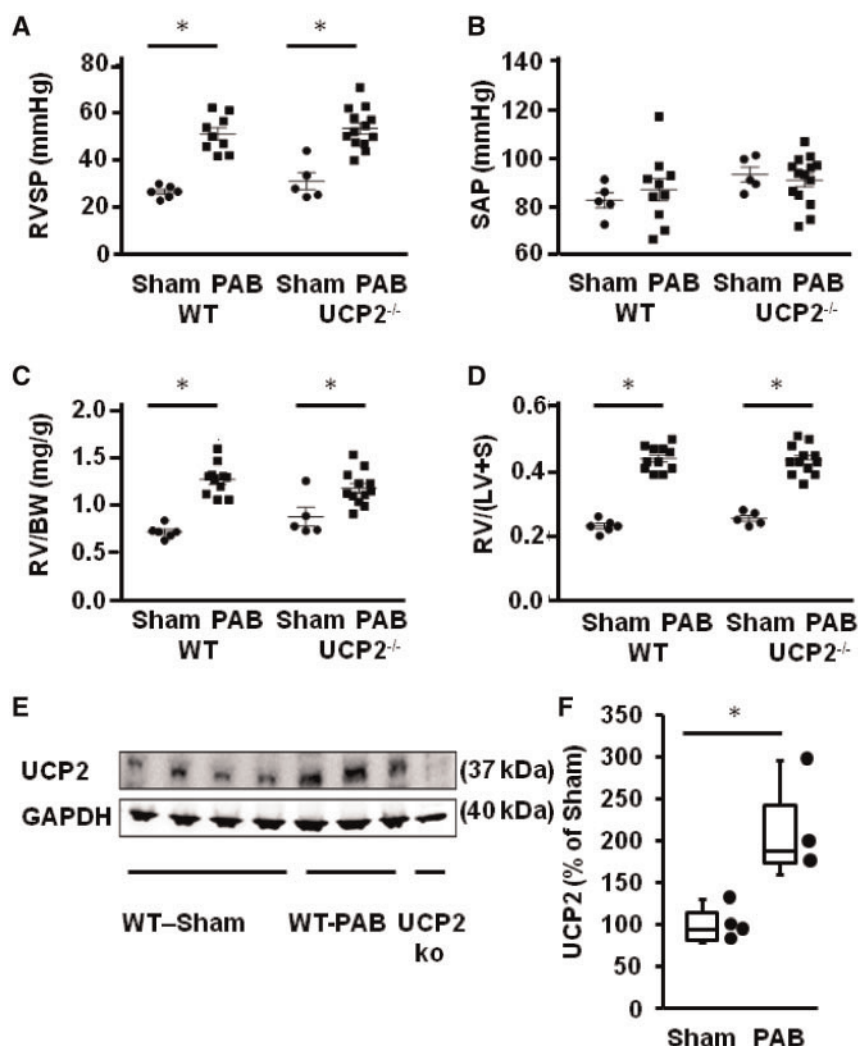 A
*
*
RVSP (mmHg)
80
60
40
20
0
Sham PAB Sham PAB
WT UCP2-/-
B
SAP (mmHg)
140
120
100
80
60
Sham PAB Sham PAB
WT UCP2-/-
C
*
*
RV/BW (mg/g)
2.0
1.5
1.0
0.5
0.0
Sham PAB Sham PAB
WT UCP2-/-
D
*
*
RV/(LV+S)
0.6
0.4
0.2
0.0
Sham PAB Sham PAB
WT UCP2-/-
E
UCP2 (37 kDa)
GAPDH (40 kDa)
WT–Sham WT-PAB UCP2
ko
F
*
UCP2 (% of Sham)
350
300
250
200
150
100
50
0
Sham PAB